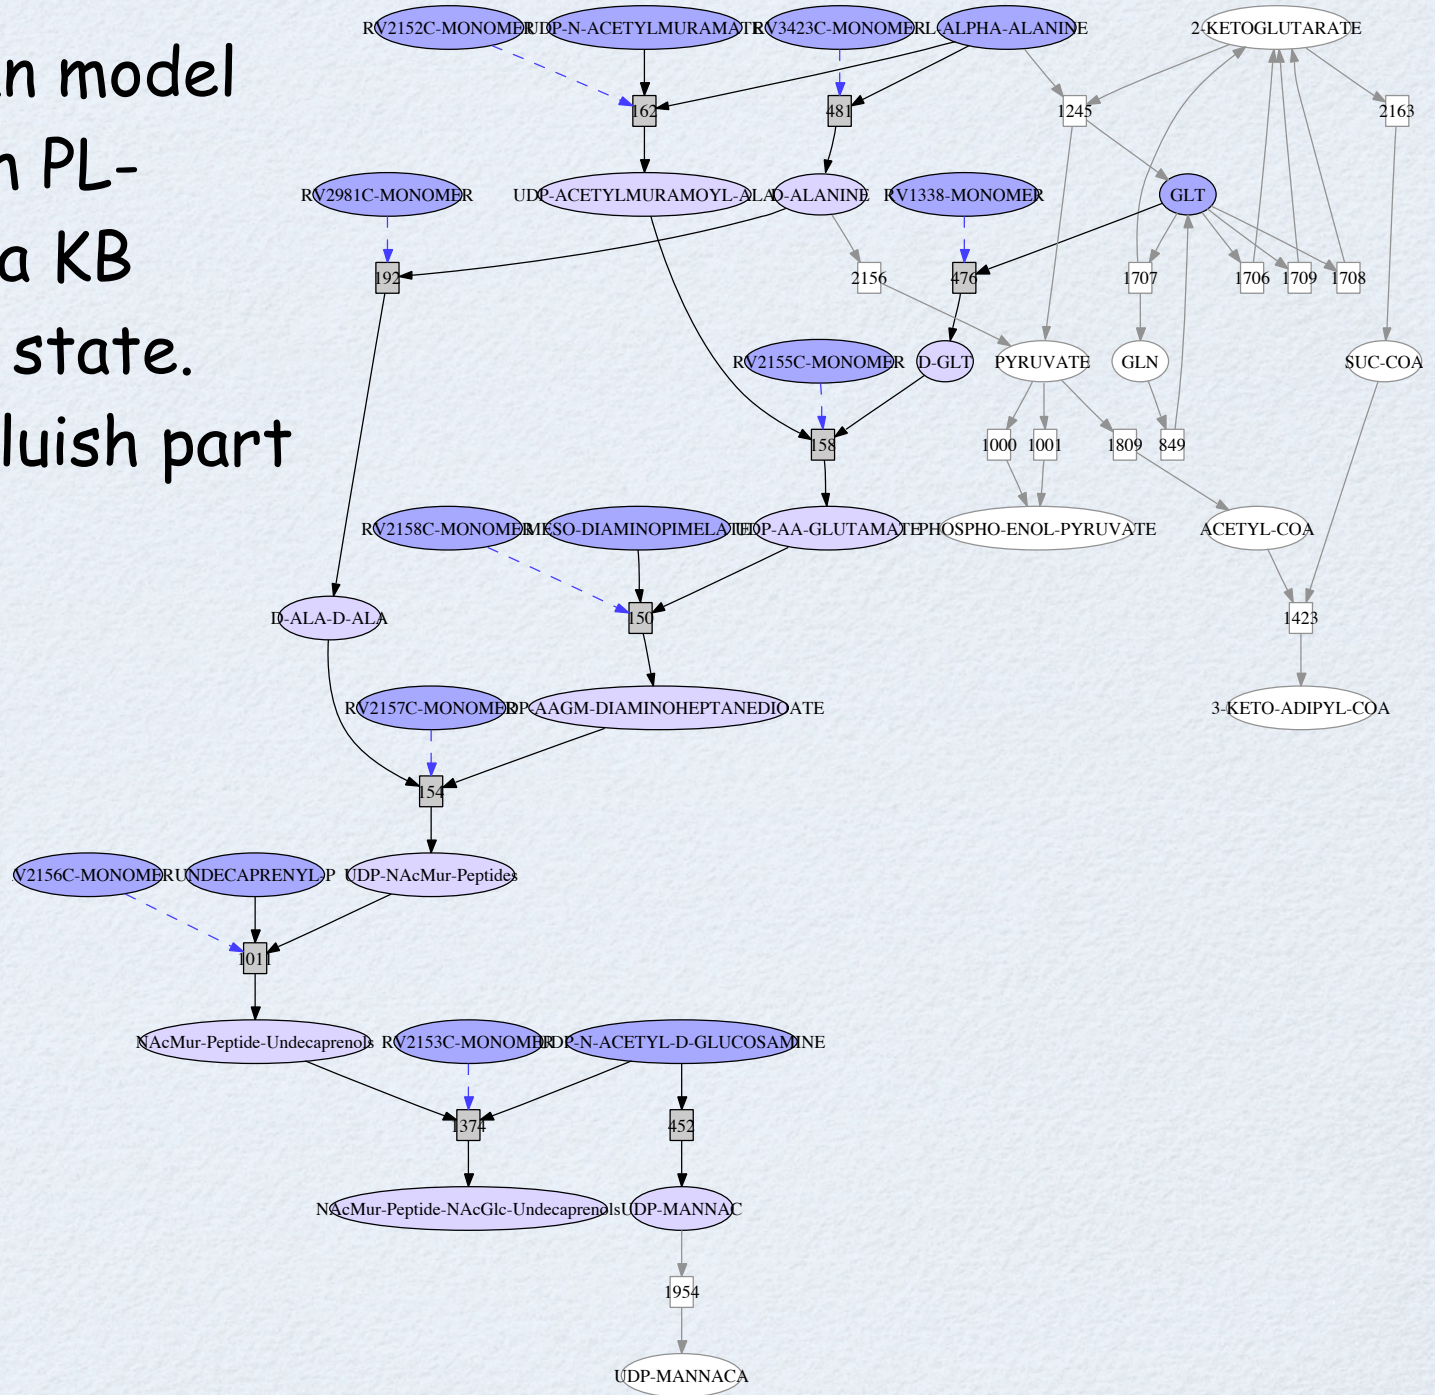 n model
n PL-
a KB
state.
luish part
RV2152C-MONOMER UDP-N-ACETYLMURAMATE RV3423C-MONOMER L-ALPHA-ALANINE 2-KETOGLUTARATE
162 481 1245 2163
RV2981C-MONOMER UDP-ACETYLMURAMOYL-ALA D-ALANINE RV1338-MONOMER GLT
192 2156 476 1707 1706 1709 1708
RV2155C-MONOMER D-GLT PYRUVATE GLN SUC-COA
158 1000 1001 1809 849
RV2158C-MONOMER MESO-DIAMINOPIMELATE UDP-AA-GLUTAMATE PHOSPHO-ENOL-PYRUVATE ACETYL-COA
D-ALA-D-ALA 150 1423
RV2157C-MONOMER DP-AAGM-DIAMINOHEPTANEDIOATE 3-KETO-ADIPYL-COA
154
V2156C-MONOMER UNDECAPRENYL-P UDP-NAcMur-Peptides
1011
NAcMur-Peptide-Undecaprenols RV2153C-MONOMER UDP-N-ACETYL-D-GLUCOSAMINE
1374 452
NAcMur-Peptide-NAcGlc-Undecaprenols UDP-MANNAC
1954
UDP-MANNACA